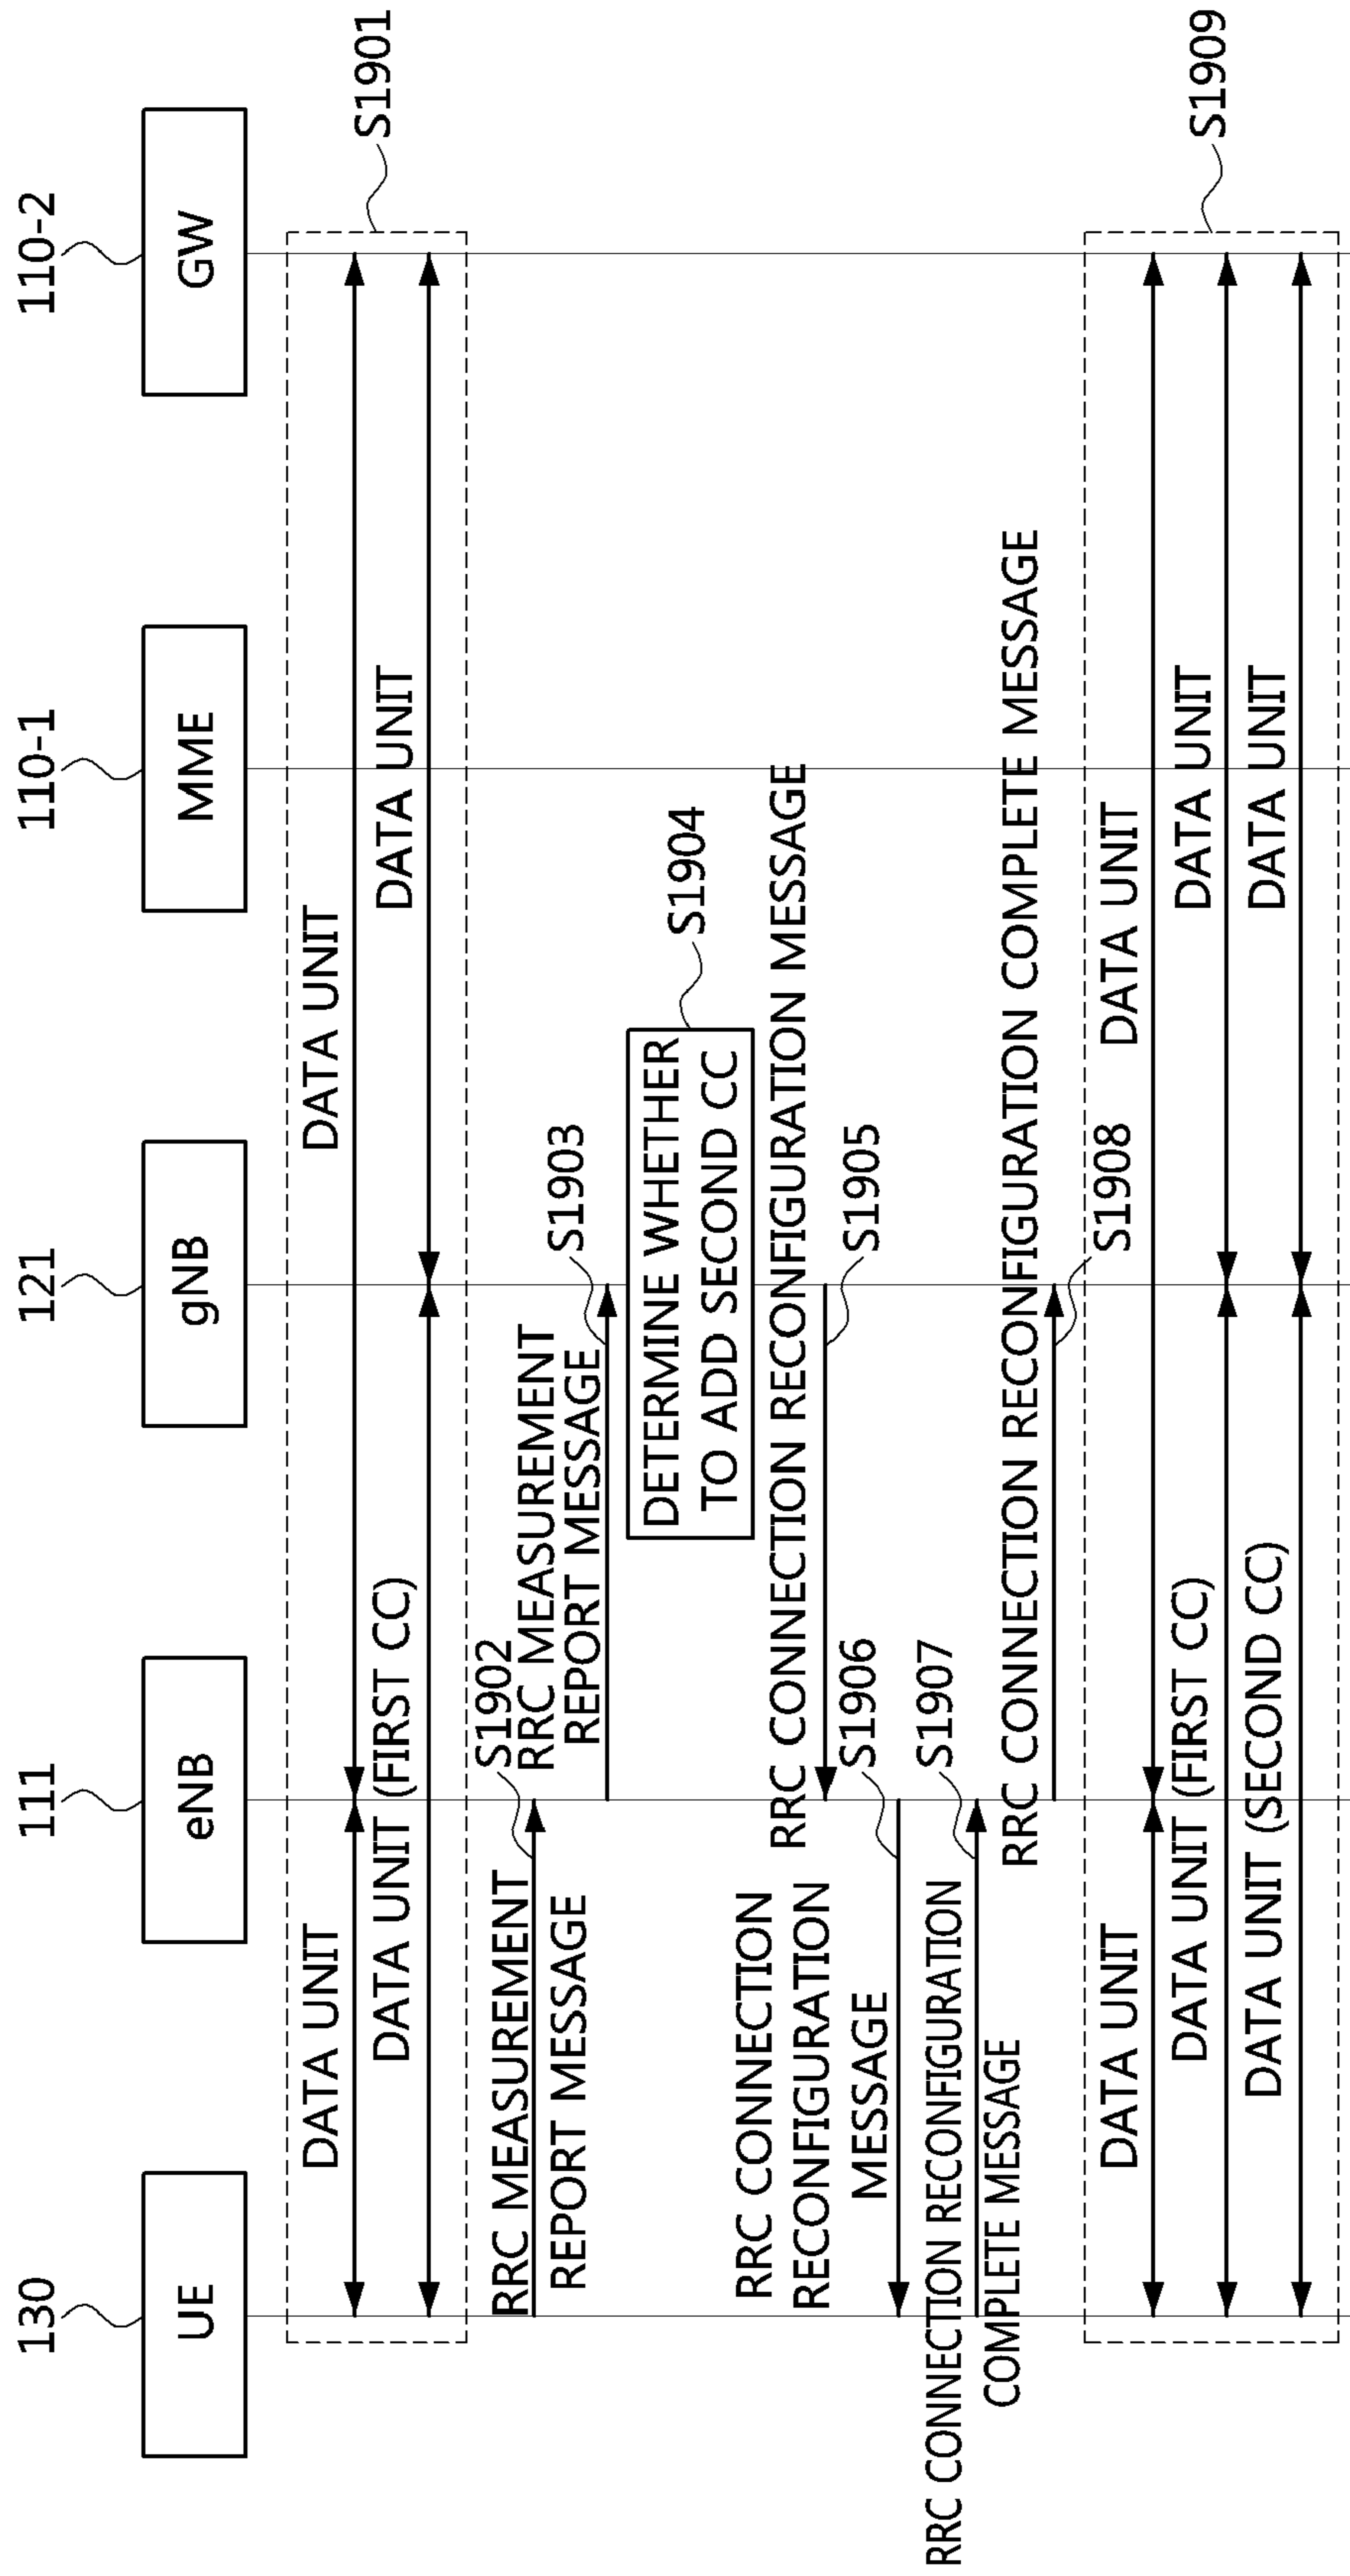 130
111
121
110-1
110-2
UE
eNB
gNB
MME
GW
DATA UNIT
DATA UNIT
S1901
DATA UNIT (FIRST CC)
DATA UNIT
S1902
RRC MEASUREMENT
REPORT MESSAGE
RRC MEASUREMENT
REPORT MESSAGE
S1903
DETERMINE WHETHER
TO ADD SECOND CC
S1904
RRC CONNECTION RECONFIGURATION MESSAGE
S1905
RRC CONNECTION
RECONFIGURATION
MESSAGE
S1906
RRC CONNECTION RECONFIGURATION
COMPLETE MESSAGE
S1907
RRC CONNECTION RECONFIGURATION COMPLETE MESSAGE
S1908
DATA UNIT
DATA UNIT
S1909
DATA UNIT (FIRST CC)
DATA UNIT
DATA UNIT (SECOND CC)
DATA UNIT